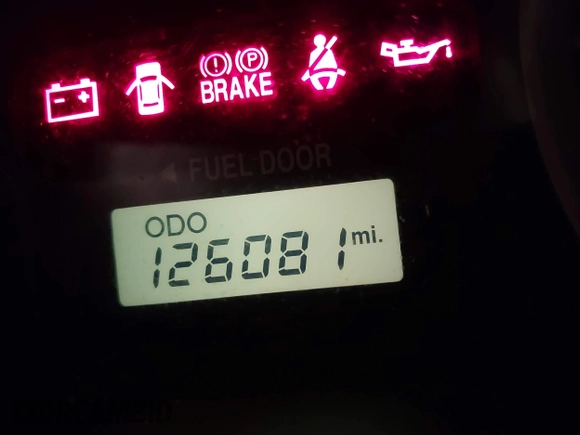 BRAKE
FUEL DOOR
ODO
126081 mi.